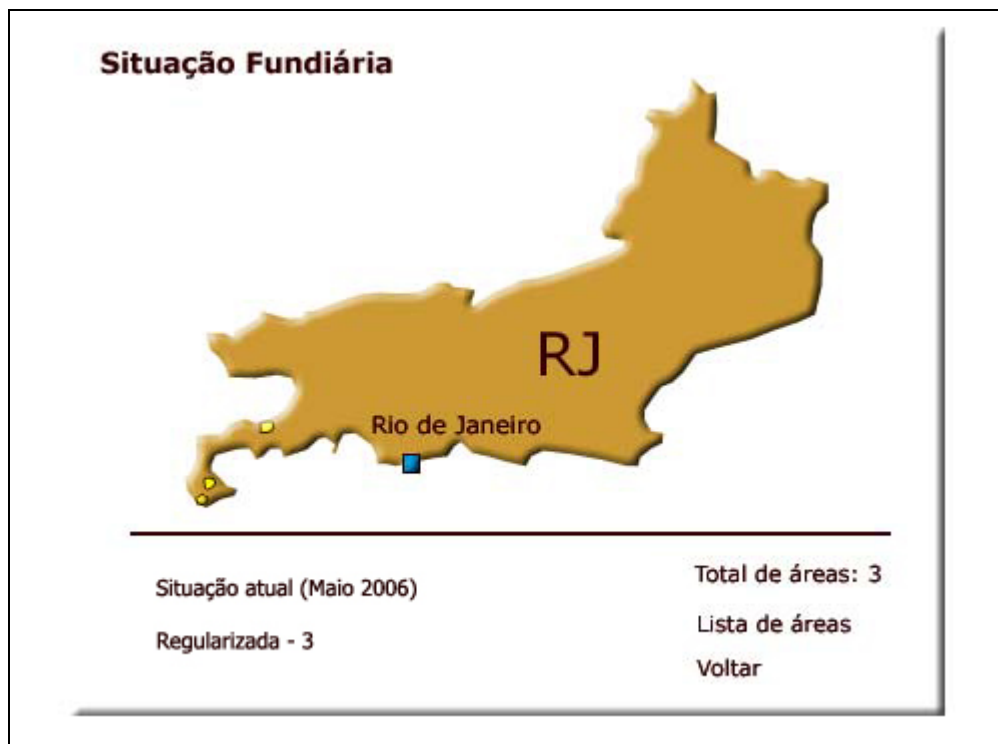 Situação Fundiária
RJ
Rio de Janeiro
Situação atual (Maio 2006)
Regularizada - 3
Total de áreas: 3
Lista de áreas
Voltar